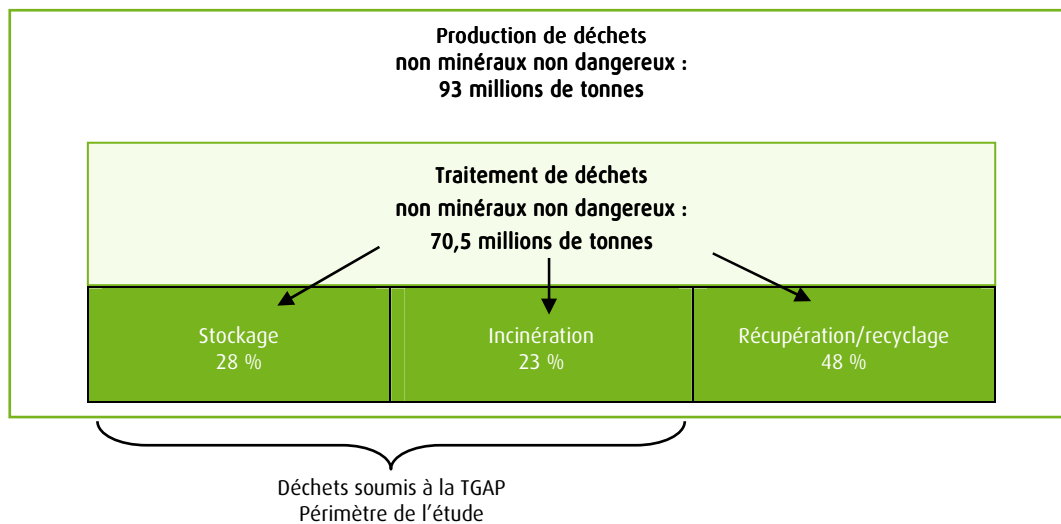 Production de déchets
non minéraux non dangereux :
93 millions de tonnes
Traitement de déchets
non minéraux non dangereux :
70,5 millions de tonnes
Stockage
28 %
Incinération
23 %
Récupération/recyclage
48 %
Déchets soumis à la TGAP
Périmètre de l'étude